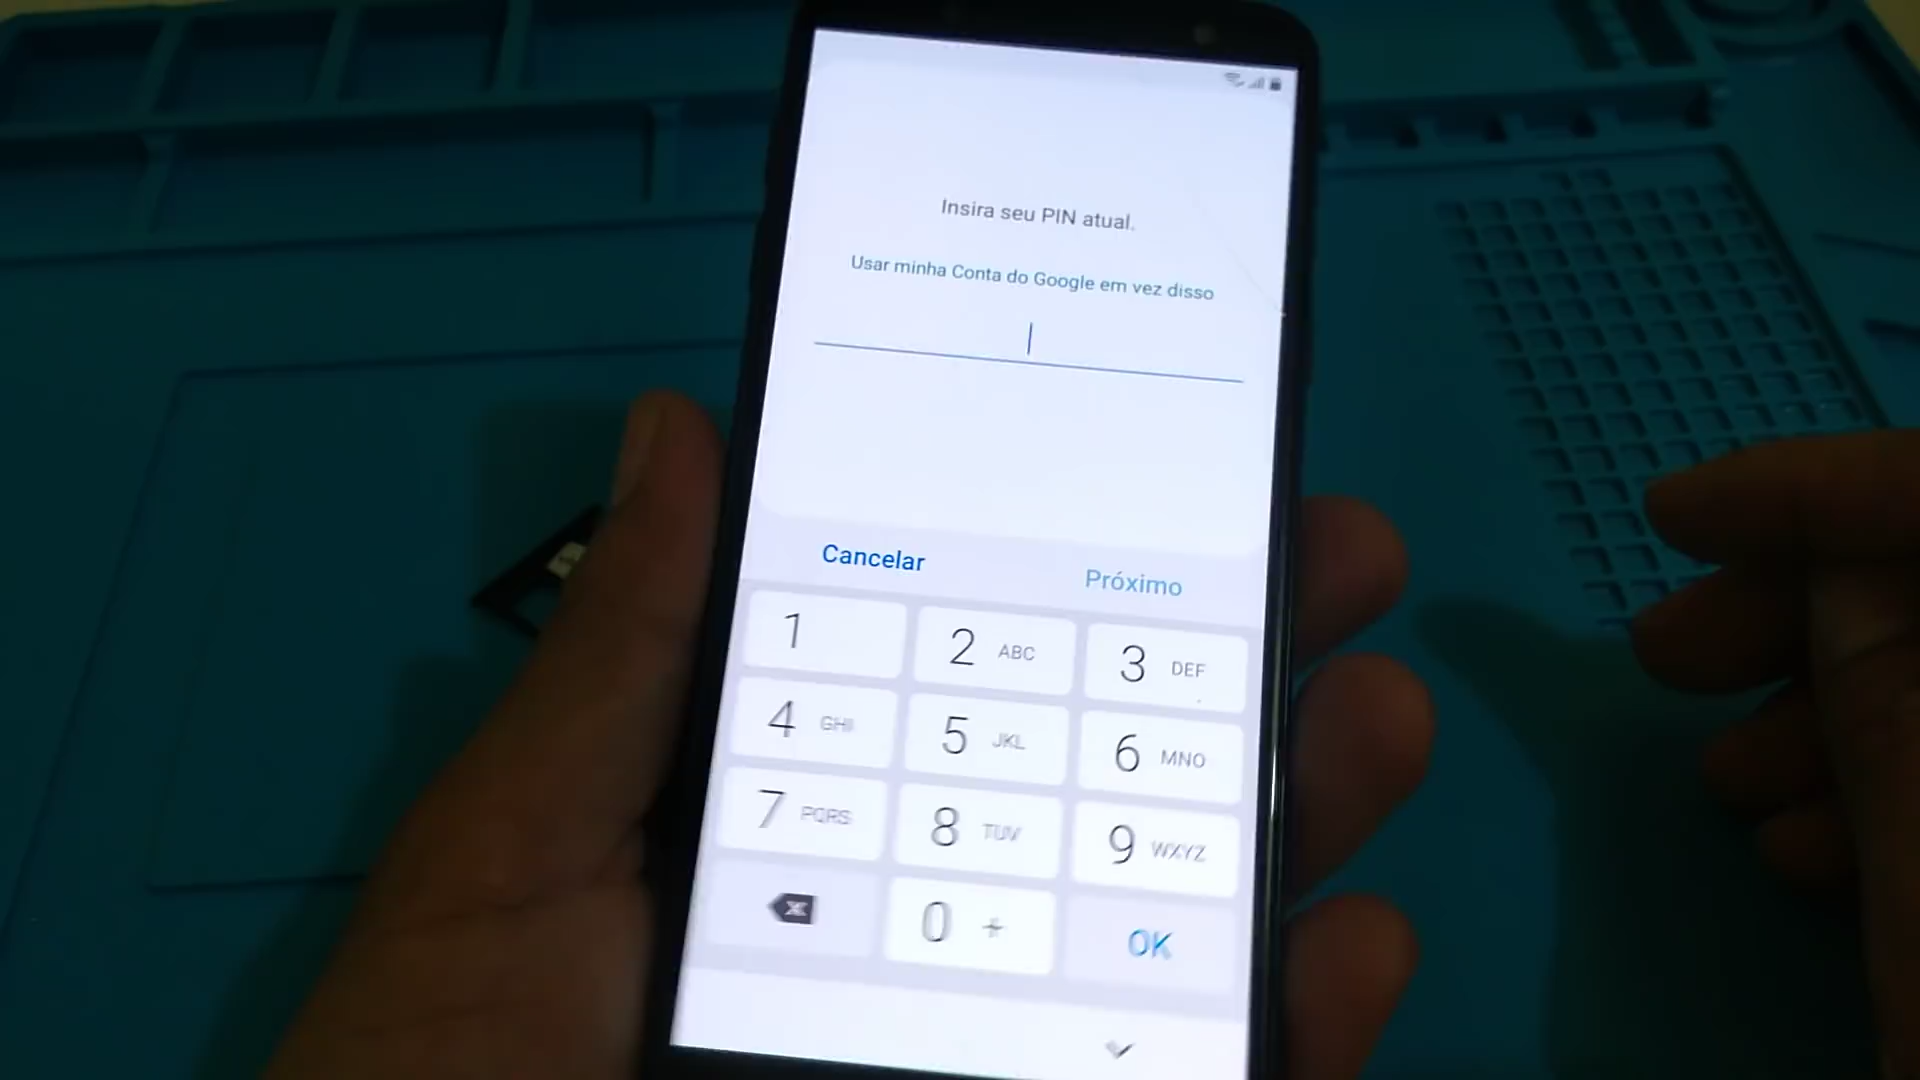 Insira seu PIN atual.
Usar minha Conta do Google em vez disso
Cancelar Próximo
1 2 ABC 3 DEF
4 GHI 5 JKL 6 MNO
7 PQRS 8 TUV 9 WXYZ
0 + OK